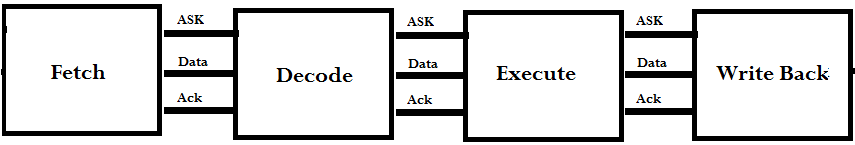 Fetch
ASK
Data
Ack
Decode
ASK
Data
Ack
Execute
ASK
Data
Ack
Write Back